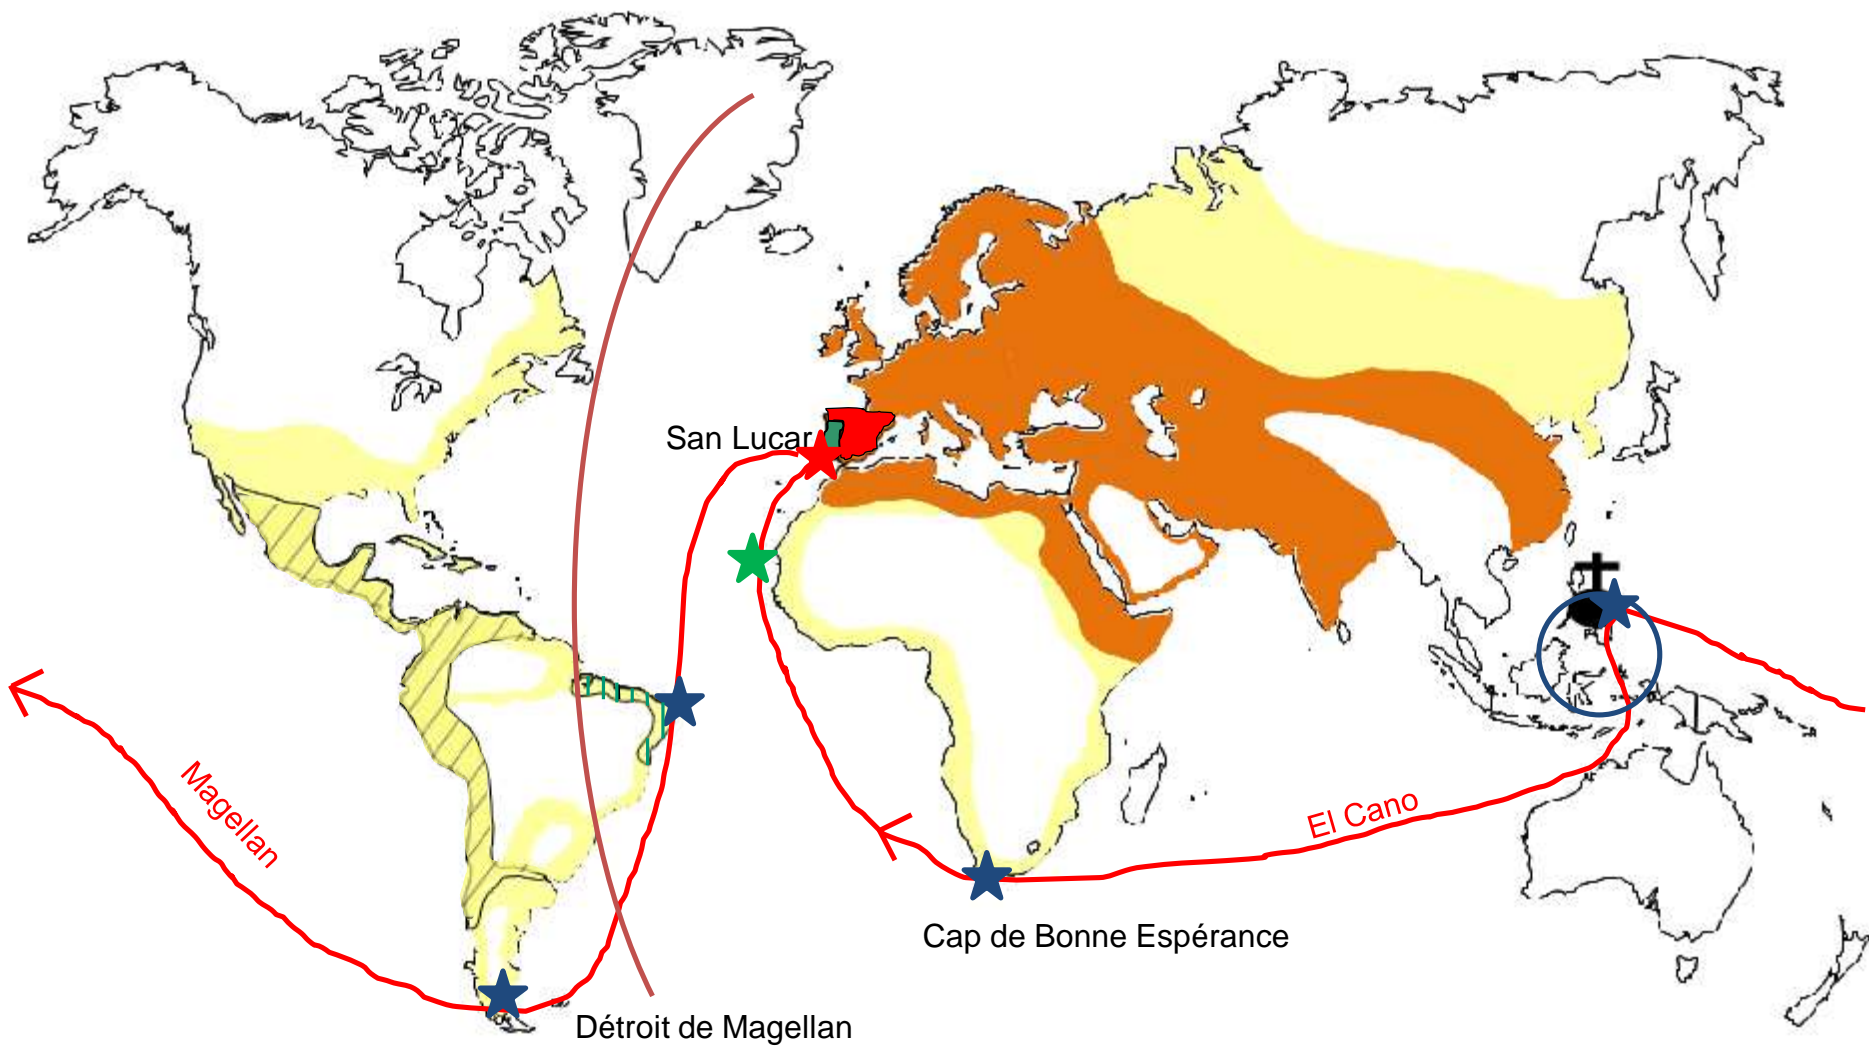 San Lucar
Magellan
El Cano
Cap de Bonne Espérance
Détroit de Magellan